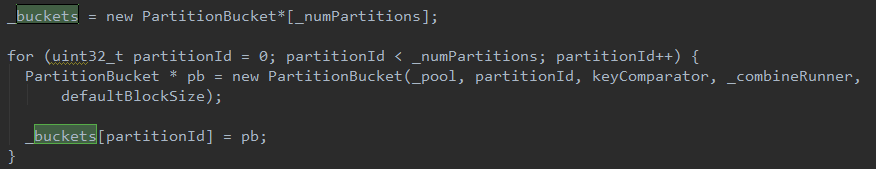 _buckets = new PartitionBucket*[_numPartitions];
for (uint32_t partitionId = 0; partitionId < _numPartitions; partitionId++) {
PartitionBucket * pb = new PartitionBucket(_pool, partitionId, keyComparator, _combineRunner,
defaultBlockSize);
_buckets[partitionId] = pb;
}